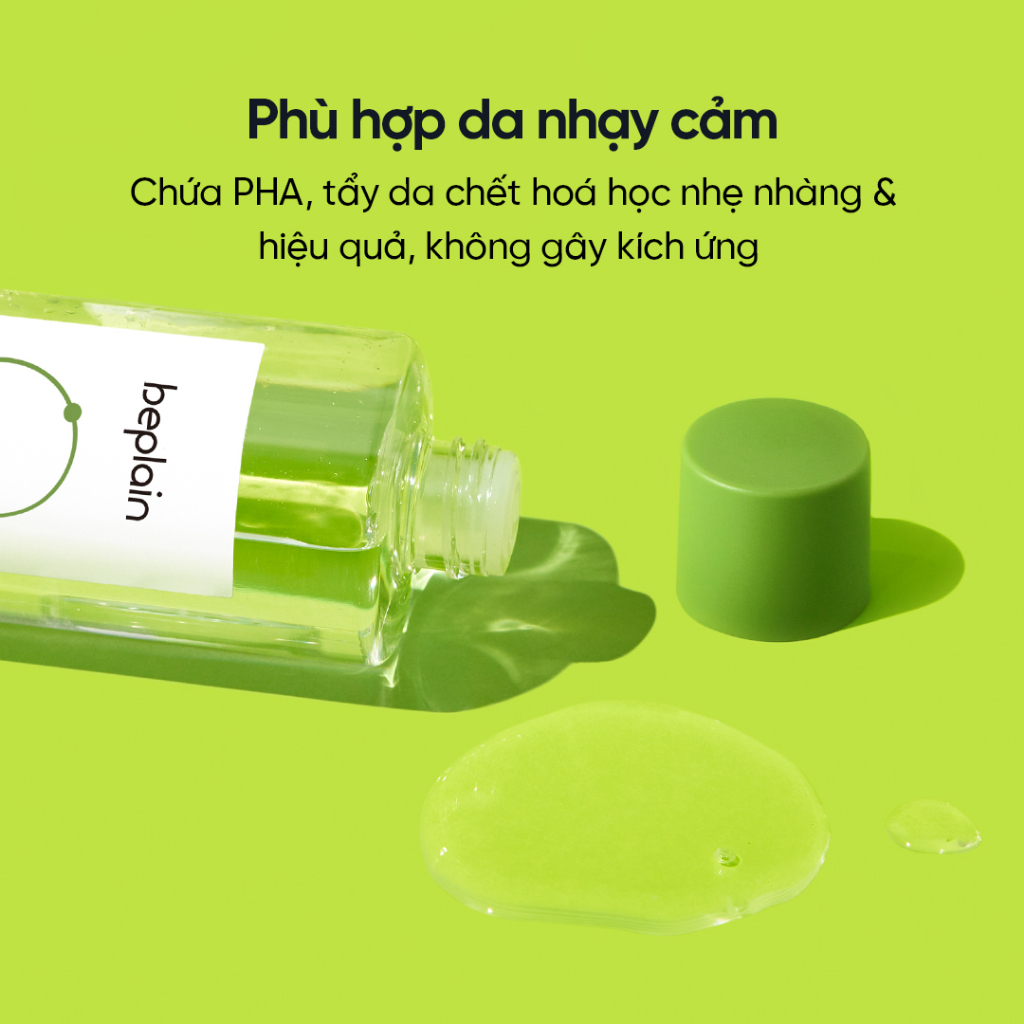 Phù hợp da nhạy cảm
Chứa PHA, tẩy da chết hoá học nhẹ nhàng &
hiệu quả, không gây kích ứng
beplain